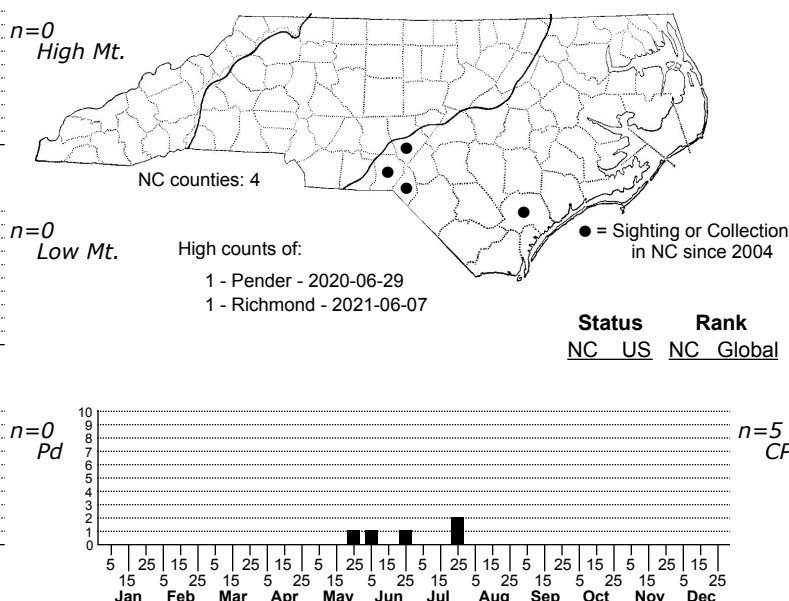 n=0
High Mt.
NC counties: 4
n=0
Low Mt.
● = Sighting or Collection
in NC since 2004
High counts of:
1 - Pender - 2020-06-29
1 - Richmond - 2021-06-07
Status Rank
NC US NC Global
n=0
Pd
n=5
CP
10
9
8
7
6
5
4
3
2
1
0
5 25 15 5 25 15 5 25 15 5 25 15 5 25 15 5 25 15
15 5 25 15 5 25 15 5 25 15 5 25 15 5 25 15 5 25
Jan Feb Mar Apr May Jun Jul Aug Sep Oct Nov Dec